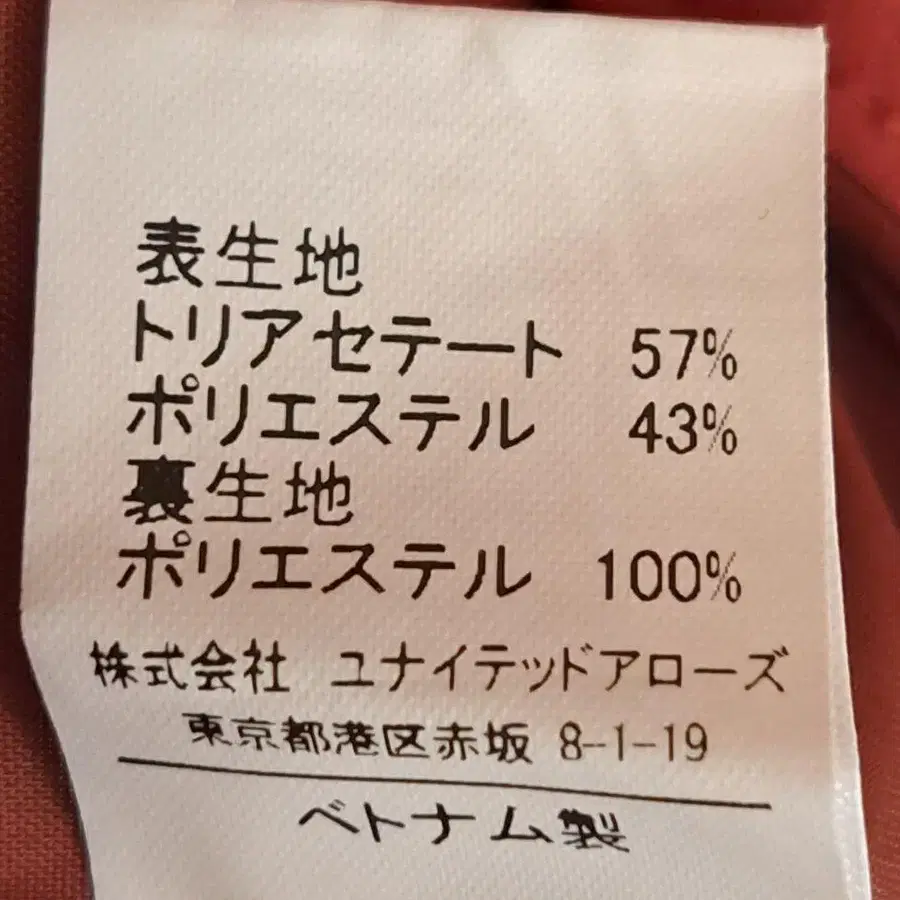 表生地
トリアセテート 57%
ポリエステル 43%
裏生地
ポリエステル 100%
株式会社 ユナイテッドアローズ
東京都港区赤坂 8-1-19
ベトナム製